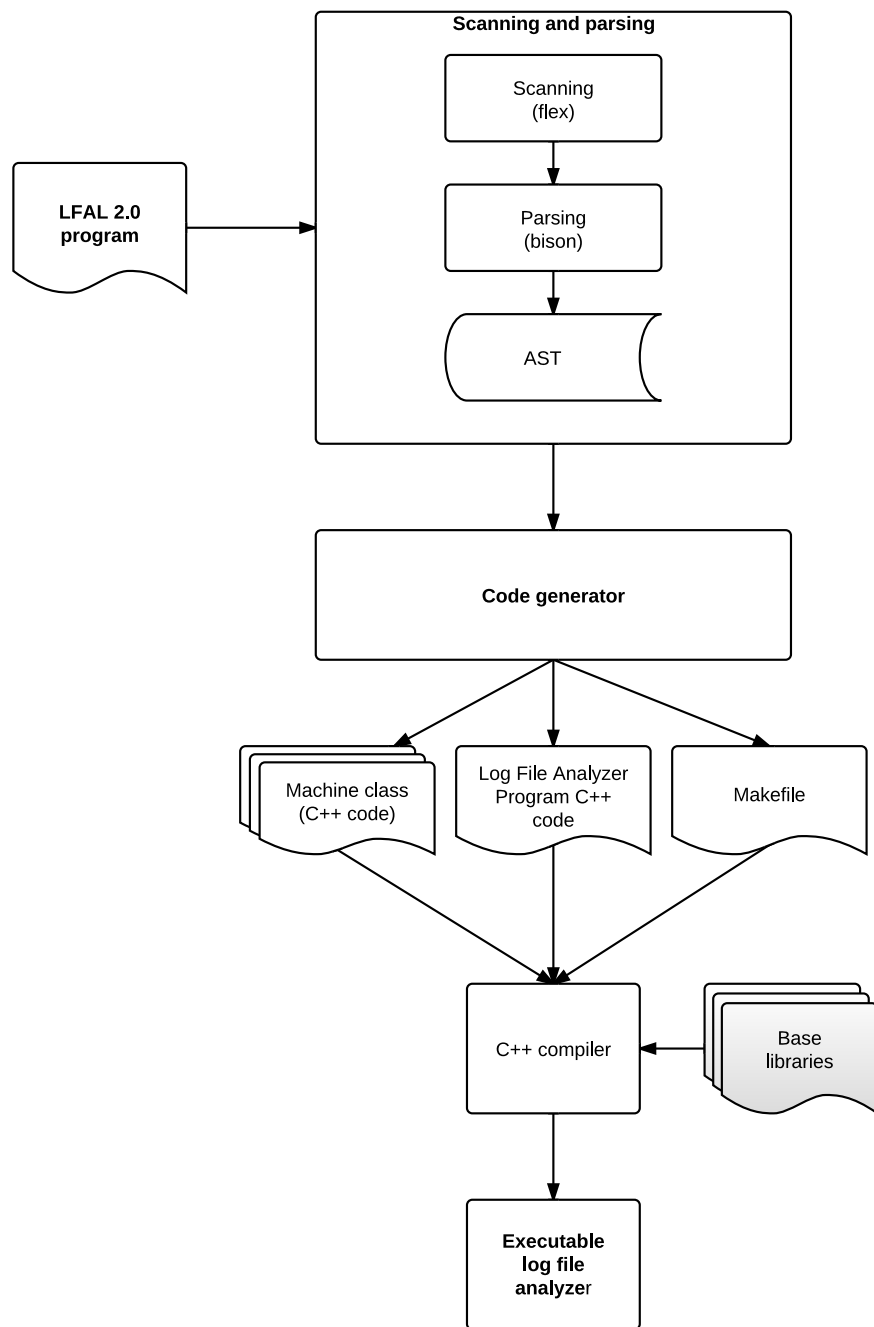 Scanning and parsing
Scanning
(flex)
LFAL 2.0
program
Parsing
(bison)
AST
Code generator
Machine class
(C++ code)
Log File Analyzer
Program C++
code
Makefile
C++ compiler
Base
libraries
Executable
log file
analyzer